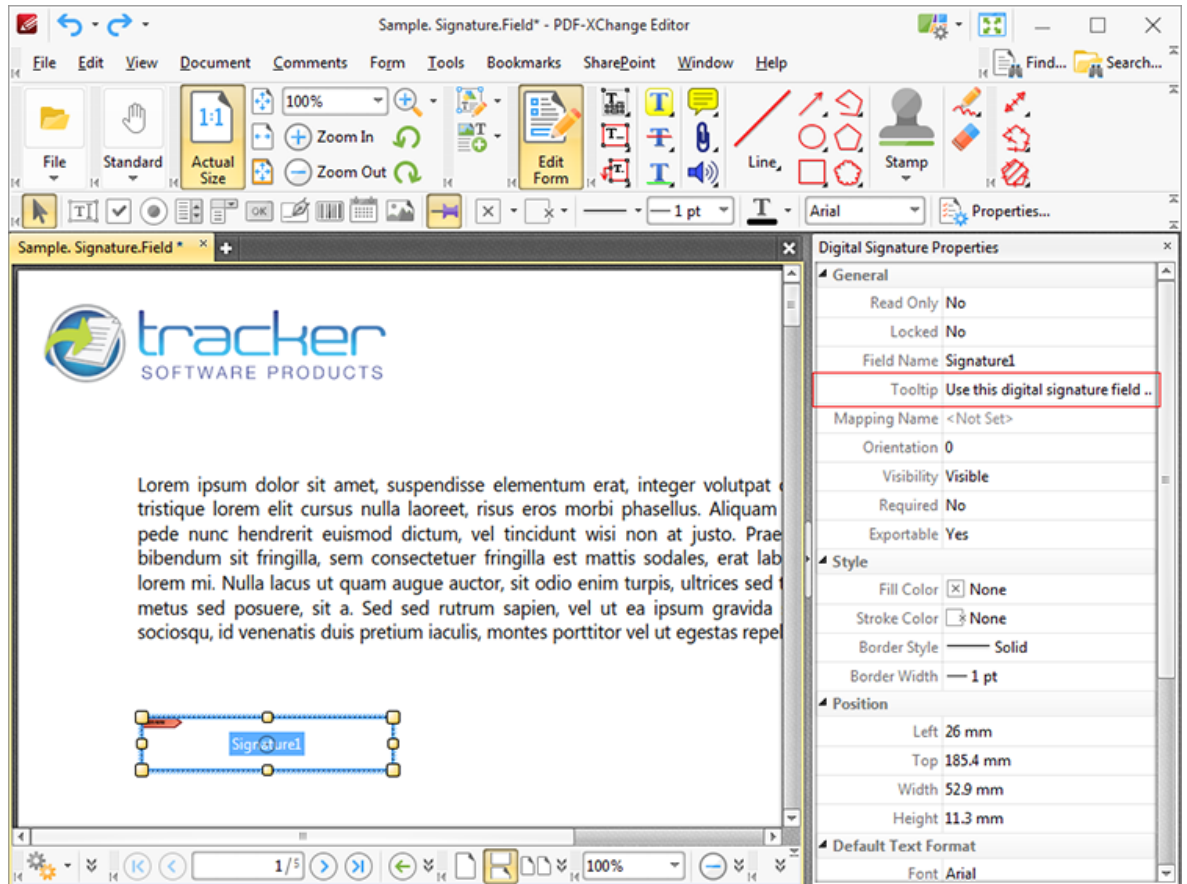 Sample. Signature.Field* - PDF-XChange Editor
File Edit View Document Comments Form Tools Bookmarks SharePoint Window Help Find... Search...
File
Standard
1:1
Actual
Size
100%
Zoom In
Zoom Out
Edit
Form
Line
Stamp
OK
1 pt
Arial
Properties...
Sample. Signature.Field *
tracker
SOFTWARE PRODUCTS
Lorem ipsum dolor sit amet, suspendisse elementum erat, integer volutpat
tristique lorem elit cursus nulla laoreet, risus eros morbi phasellus. Aliquam
pede nunc hendrerit euismod dictum, vel tincidunt wisi non at justo. Prae
bibendum sit fringilla, sem consectetuer fringilla est mattis sodales, erat lab
lorem mi. Nulla lacus ut quam augue auctor, sit odio enim turpis, ultrices sed
metus sed posuere, sit a. Sed sed rutrum sapien, vel ut ea ipsum gravida
sociosqu, id venenatis duis pretium iaculis, montes porttitor vel ut egestas repel
Signature1
Digital Signature Properties
General
Read Only No
Locked No
Field Name Signature1
Tooltip Use this digital signature field ..
Mapping Name <Not Set>
Orientation 0
Visibility Visible
Required No
Exportable Yes
Style
Fill Color None
Stroke Color None
Border Style Solid
Border Width 1 pt
Position
Left 26 mm
Top 185.4 mm
Width 52.9 mm
Height 11.3 mm
Default Text Format
Font Arial
1/5
100%